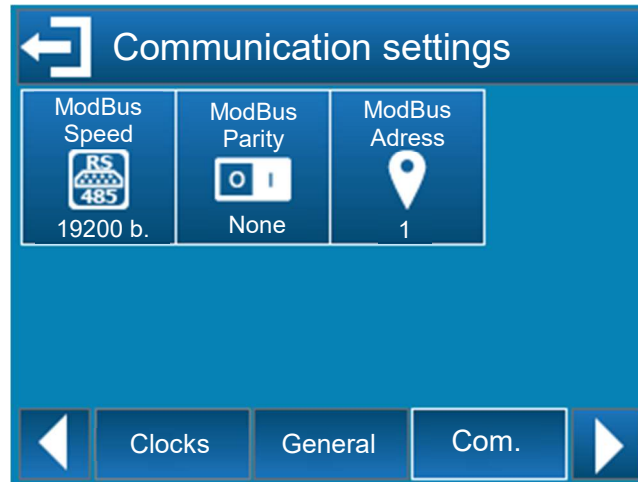 Communication settings
ModBus
Speed
RS
485
19200 b.
ModBus
Parity
O I
None
ModBus
Adress
1
Clocks
General
Com.